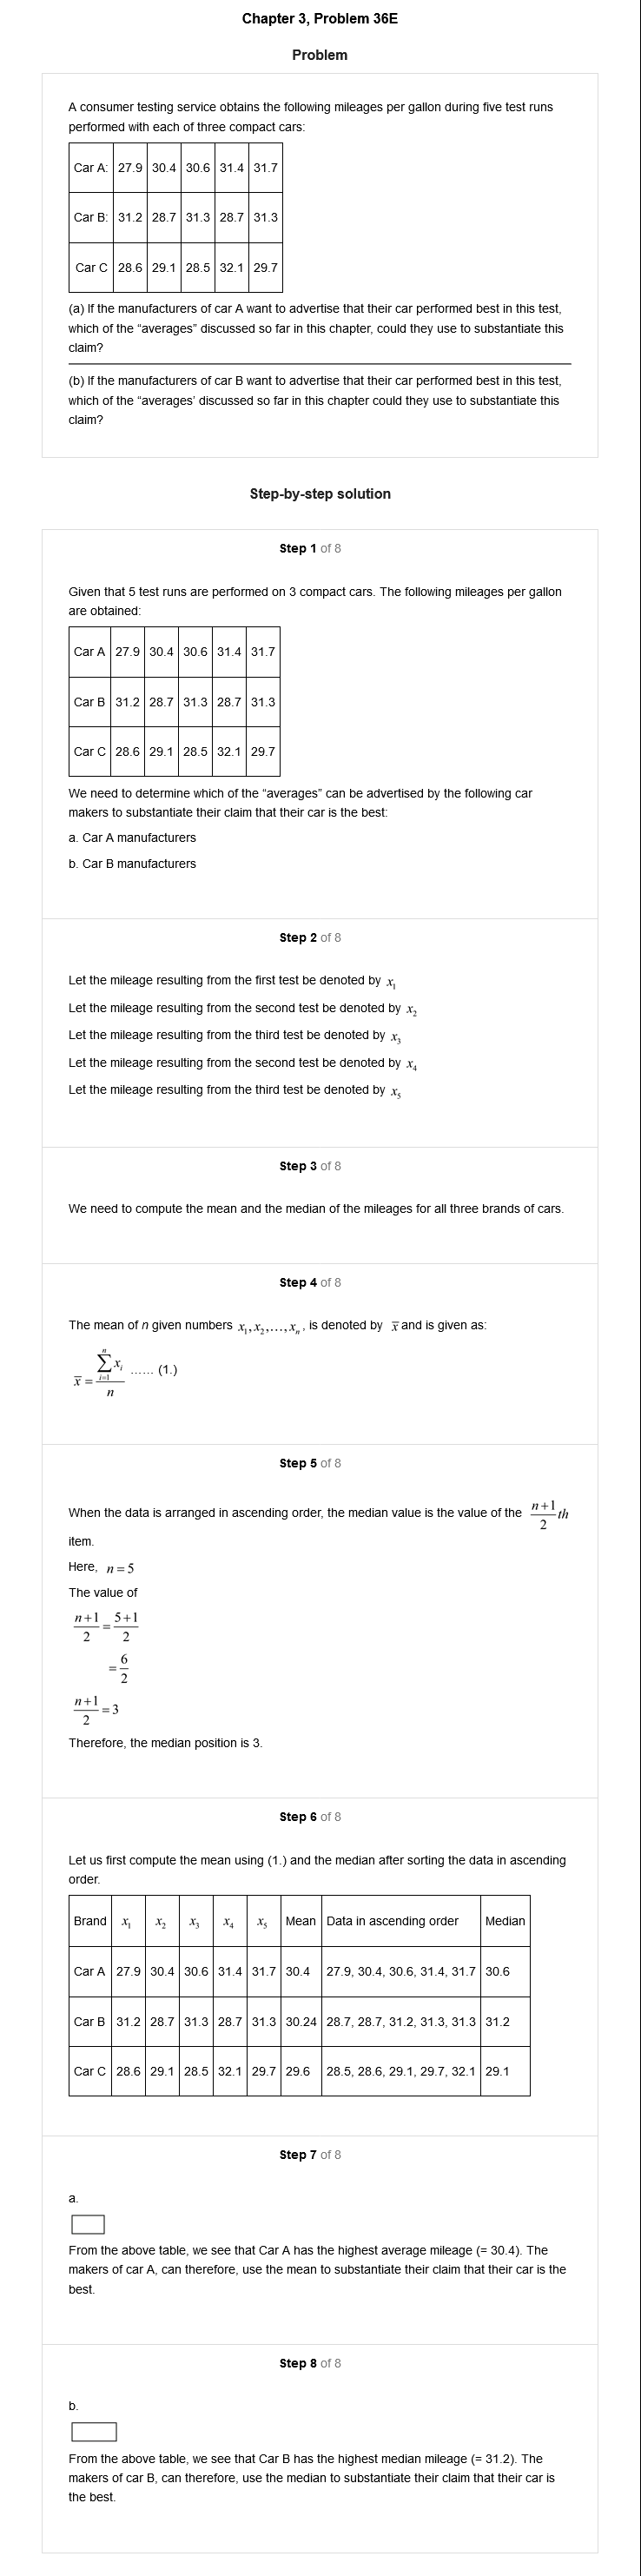 Chapter 3, Problem 36E
Problem
A consumer testing service obtains the following mileages per gallon during five test runs
performed with each of three compact cars:
Car A: 27.9 30.4 30.6 31.4 31.7
Car B: 31.2 28.7 31.3 28.7 31.3
Car C 28.6 29.1 28.5 32.1 29.7
(a) If the manufacturers of car A want to advertise that their car performed best in this test,
which of the “averages” discussed so far in this chapter, could they use to substantiate this
claim?
(b) If the manufacturers of car B want to advertise that their car performed best in this test,
which of the “averages’ discussed so far in this chapter could they use to substantiate this
claim?
Step-by-step solution
Step 1 of 8
Given that 5 test runs are performed on 3 compact cars. The following mileages per gallon
are obtained:
Car A 27.9 30.4 30.6 31.4 31.7
Car B 31.2 28.7 31.3 28.7 31.3
Car C 28.6 29.1 28.5 32.1 29.7
We need to determine which of the “averages” can be advertised by the following car
makers to substantiate their claim that their car is the best:
a. Car A manufacturers
b. Car B manufacturers
Step 2 of 8
Let the mileage resulting from the first test be denoted by x₁
Let the mileage resulting from the second test be denoted by x₂
Let the mileage resulting from the third test be denoted by x₃
Let the mileage resulting from the second test be denoted by x₄
Let the mileage resulting from the third test be denoted by x₅
Step 3 of 8
We need to compute the mean and the median of the mileages for all three brands of cars.
Step 4 of 8
The mean of n given numbers x₁,x₂,…,xₙ, is denoted by x̄ and is given as:
x̄ = ∑ⁿᵢ₌₁ xᵢ / n ...... (1.)
Step 5 of 8
When the data is arranged in ascending order, the median value is the value of the (n+1)/2 th
item.
Here, n = 5
The value of
(n+1)/2 = (5+1)/2
= 6/2
(n+1)/2 = 3
Therefore, the median position is 3.
Step 6 of 8
Let us first compute the mean using (1.) and the median after sorting the data in ascending
order.
Brand x₁ x₂ x₃ x₄ x₅ Mean Data in ascending order Median
Car A 27.9 30.4 30.6 31.4 31.7 30.4 27.9, 30.4, 30.6, 31.4, 31.7 30.6
Car B 31.2 28.7 31.3 28.7 31.3 30.24 28.7, 28.7, 31.2, 31.3, 31.3 31.2
Car C 28.6 29.1 28.5 32.1 29.7 29.6 28.5, 28.6, 29.1, 29.7, 32.1 29.1
Step 7 of 8
a.
From the above table, we see that Car A has the highest average mileage (= 30.4). The
makers of car A, can therefore, use the mean to substantiate their claim that their car is the
best.
Step 8 of 8
b.
From the above table, we see that Car B has the highest median mileage (= 31.2). The
makers of car B, can therefore, use the median to substantiate their claim that their car is
the best.